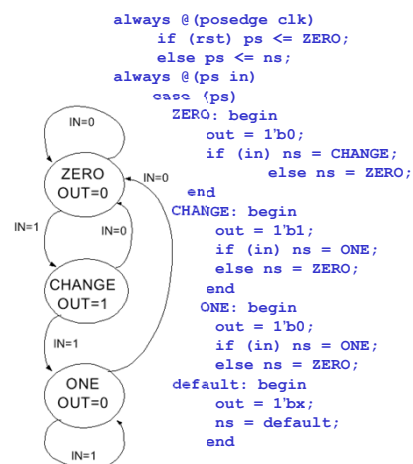 always @(posedge clk)
if (rst) ps <= ZERO;
else ps <= ns;
always @(ps in)
case (ps)
ZERO: begin
out = 1'b0;
if (in) ns = CHANGE;
else ns = ZERO;
end
CHANGE: begin
out = 1'b1;
if (in) ns = ONE;
else ns = ZERO;
end
ONE: begin
out = 1'b0;
if (in) ns = ONE;
else ns = ZERO;
default: begin
out = 1'bx;
ns = default;
end
IN=0
ZERO
OUT=0
IN=0
IN=1
IN=0
CHANGE
OUT=1
IN=1
ONE
OUT=0
IN=1